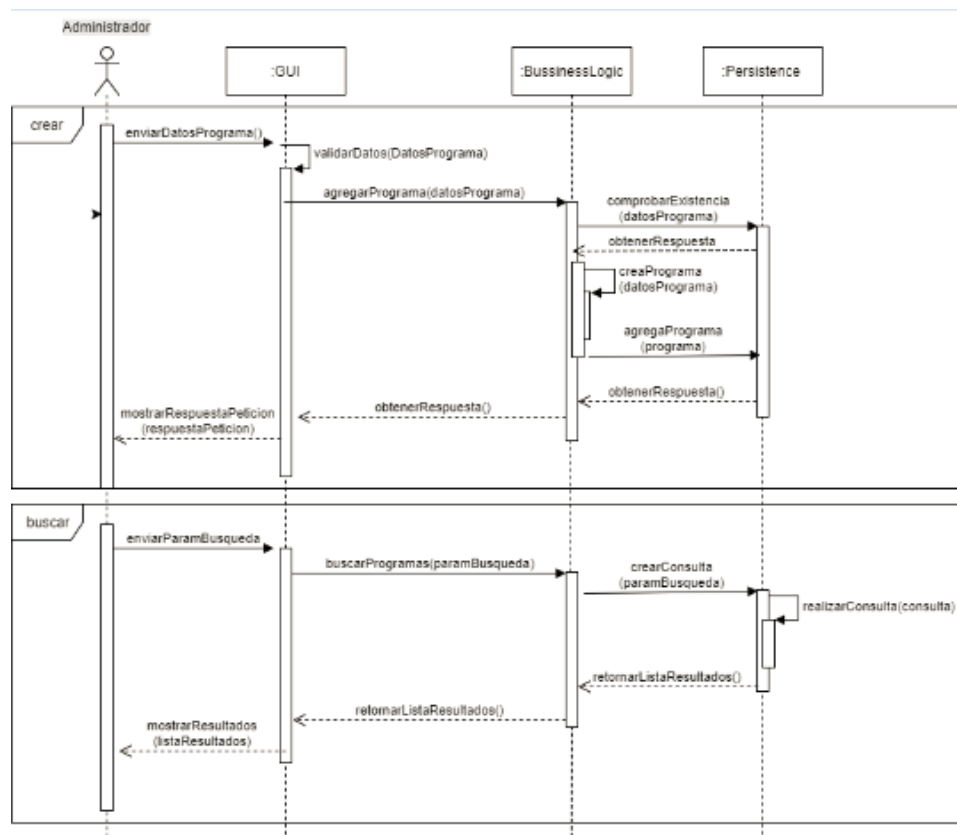 Administrador
:GUI
:BussinessLogic
:Persistence
crear
enviarDatosPrograma()
validarDatos(DatosPrograma)
agregarPrograma(datosPrograma)
comprobarExistencia
(datosPrograma)
obtenerRespuesta
creaPrograma
(datosPrograma)
agregaPrograma
(programa)
obtenerRespuesta()
obtenerRespuesta()
mostrarRespuestaPeticion
(respuestaPeticion)
buscar
enviarParamBusqueda
buscarProgramas(paramBusqueda)
crearConsulta
(paramBusqueda)
realizarConsulta(consulta)
retornarListaResultados()
retornarListaResultados()
mostrarResultados
(listaResultados)